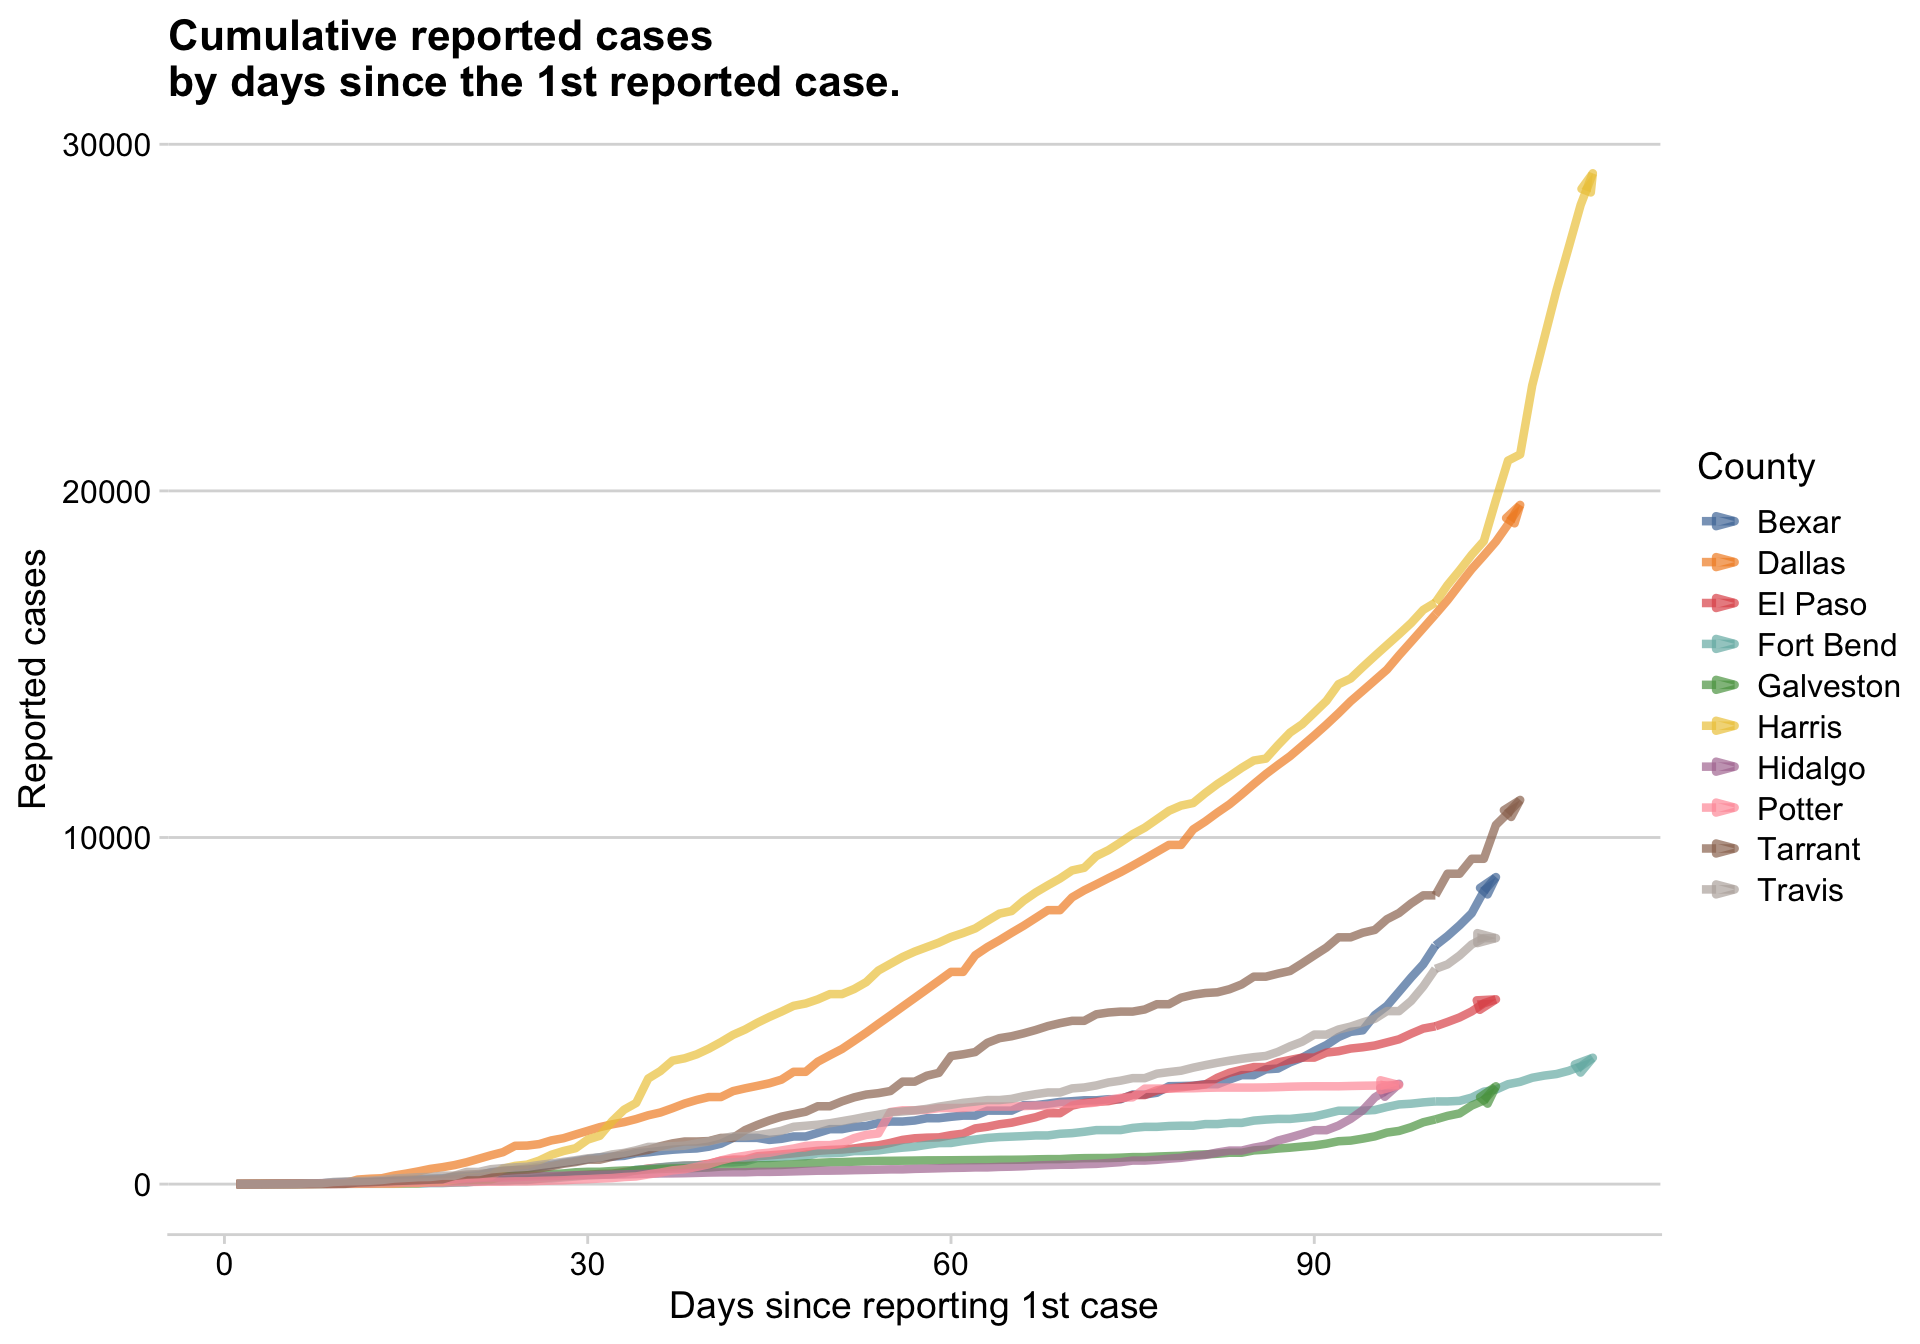 Cumulative reported cases
by days since the 1st reported case.
30000
20000
10000
0
Reported cases
0 30 60 90
Days since reporting 1st case
County
Bexar
Dallas
El Paso
Fort Bend
Galveston
Harris
Hidalgo
Potter
Tarrant
Travis